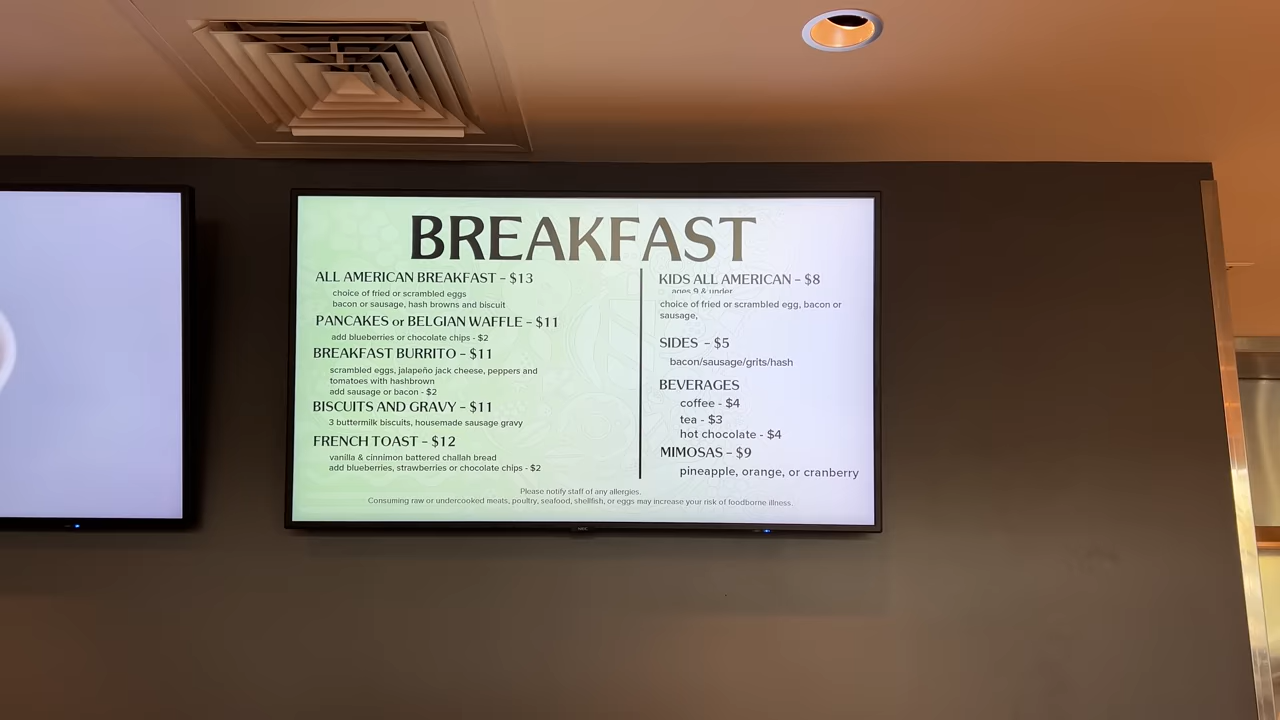 BREAKFAST
ALL AMERICAN BREAKFAST - $13
choice of fried or scrambled eggs
bacon or sausage, hash browns and biscuit
PANCAKES or BELGIAN WAFFLE - $11
add blueberries or chocolate chips - $2
BREAKFAST BURRITO - $11
scrambled eggs, jalapeño jack cheese, peppers and
tomatoes with hashbrown
add sausage or bacon - $2
BISCUITS AND GRAVY - $11
3 buttermilk biscuits, housemade sausage gravy
FRENCH TOAST - $12
vanilla & cinnimon battered challah bread
add blueberries, strawberries or chocolate chips - $2
KIDS ALL AMERICAN - $8
ages 9 & under
choice of fried or scrambled egg, bacon or
sausage,
SIDES - $5
bacon/sausage/grits/hash
BEVERAGES
coffee - $4
tea - $3
hot chocolate - $4
MIMOSAS - $9
pineapple, orange, or cranberry
Please notify staff of any allergies.
Consuming raw or undercooked meats, poultry, seafood, shellfish, or eggs may increase your risk of foodborne illness.
NEC